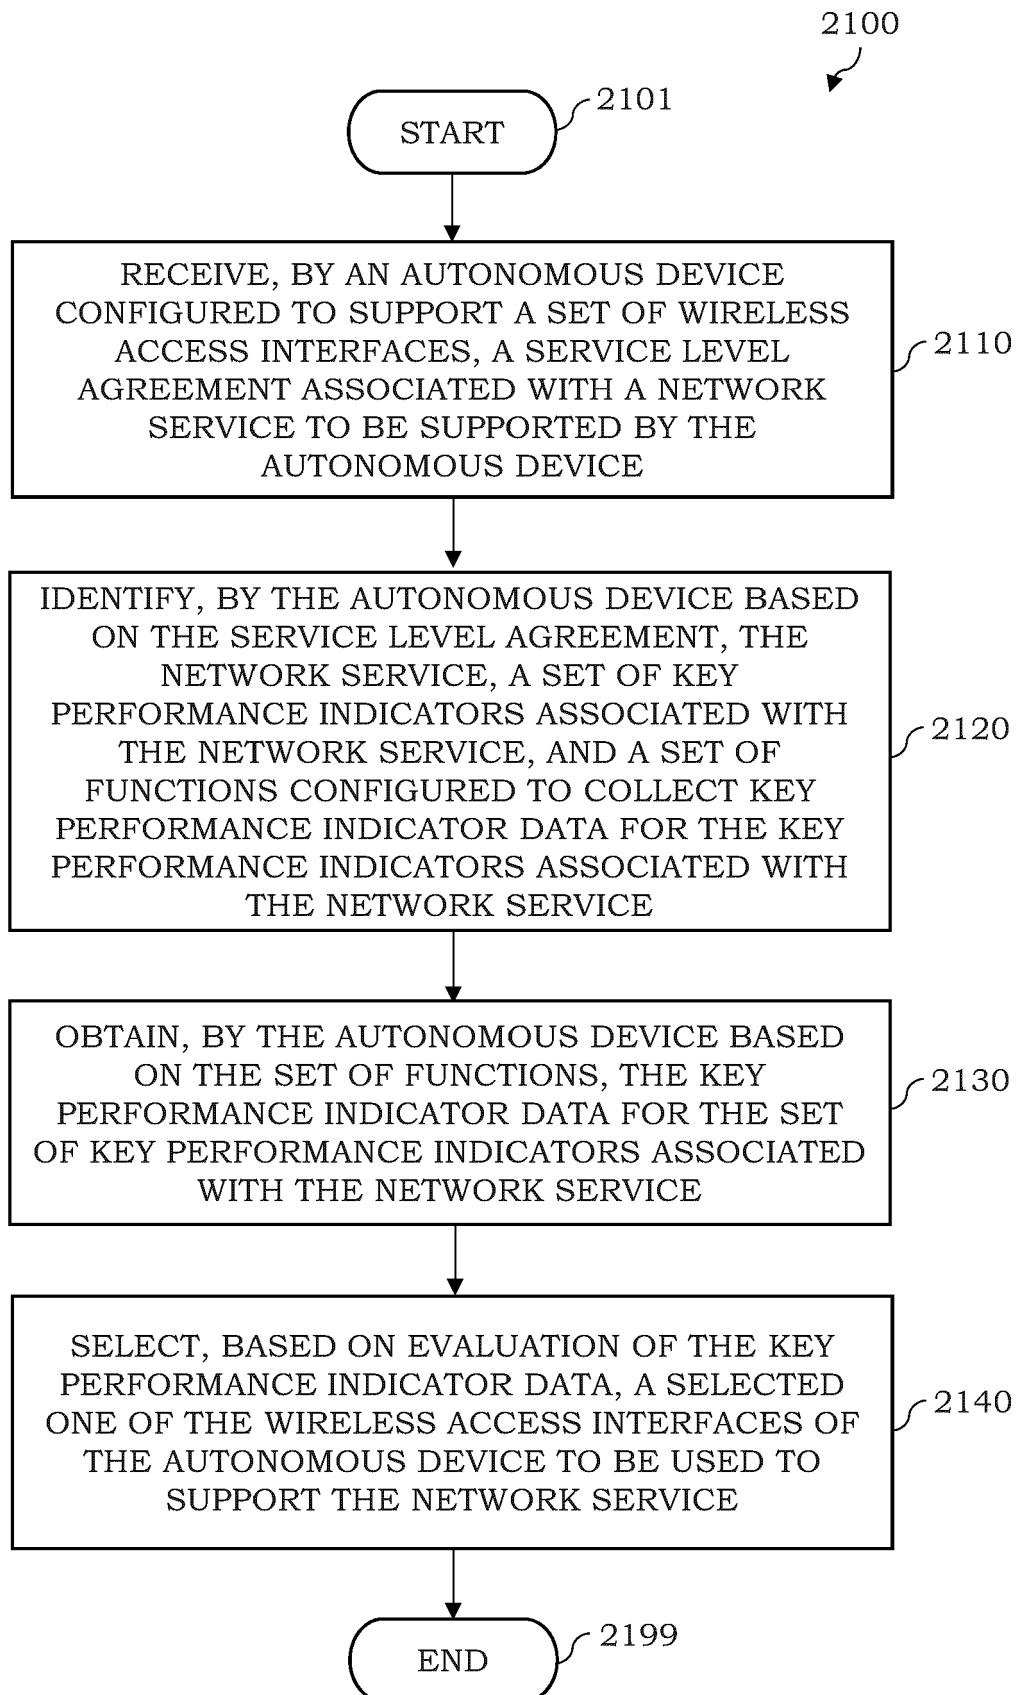 2100
START
2101
RECEIVE, BY AN AUTONOMOUS DEVICE
CONFIGURED TO SUPPORT A SET OF WIRELESS
ACCESS INTERFACES, A SERVICE LEVEL
AGREEMENT ASSOCIATED WITH A NETWORK
SERVICE TO BE SUPPORTED BY THE
AUTONOMOUS DEVICE
2110
IDENTIFY, BY THE AUTONOMOUS DEVICE BASED
ON THE SERVICE LEVEL AGREEMENT, THE
NETWORK SERVICE, A SET OF KEY
PERFORMANCE INDICATORS ASSOCIATED WITH
THE NETWORK SERVICE, AND A SET OF
FUNCTIONS CONFIGURED TO COLLECT KEY
PERFORMANCE INDICATOR DATA FOR THE KEY
PERFORMANCE INDICATORS ASSOCIATED WITH
THE NETWORK SERVICE
2120
OBTAIN, BY THE AUTONOMOUS DEVICE BASED
ON THE SET OF FUNCTIONS, THE KEY
PERFORMANCE INDICATOR DATA FOR THE SET
OF KEY PERFORMANCE INDICATORS ASSOCIATED
WITH THE NETWORK SERVICE
2130
SELECT, BASED ON EVALUATION OF THE KEY
PERFORMANCE INDICATOR DATA, A SELECTED
ONE OF THE WIRELESS ACCESS INTERFACES OF
THE AUTONOMOUS DEVICE TO BE USED TO
SUPPORT THE NETWORK SERVICE
2140
END
2199